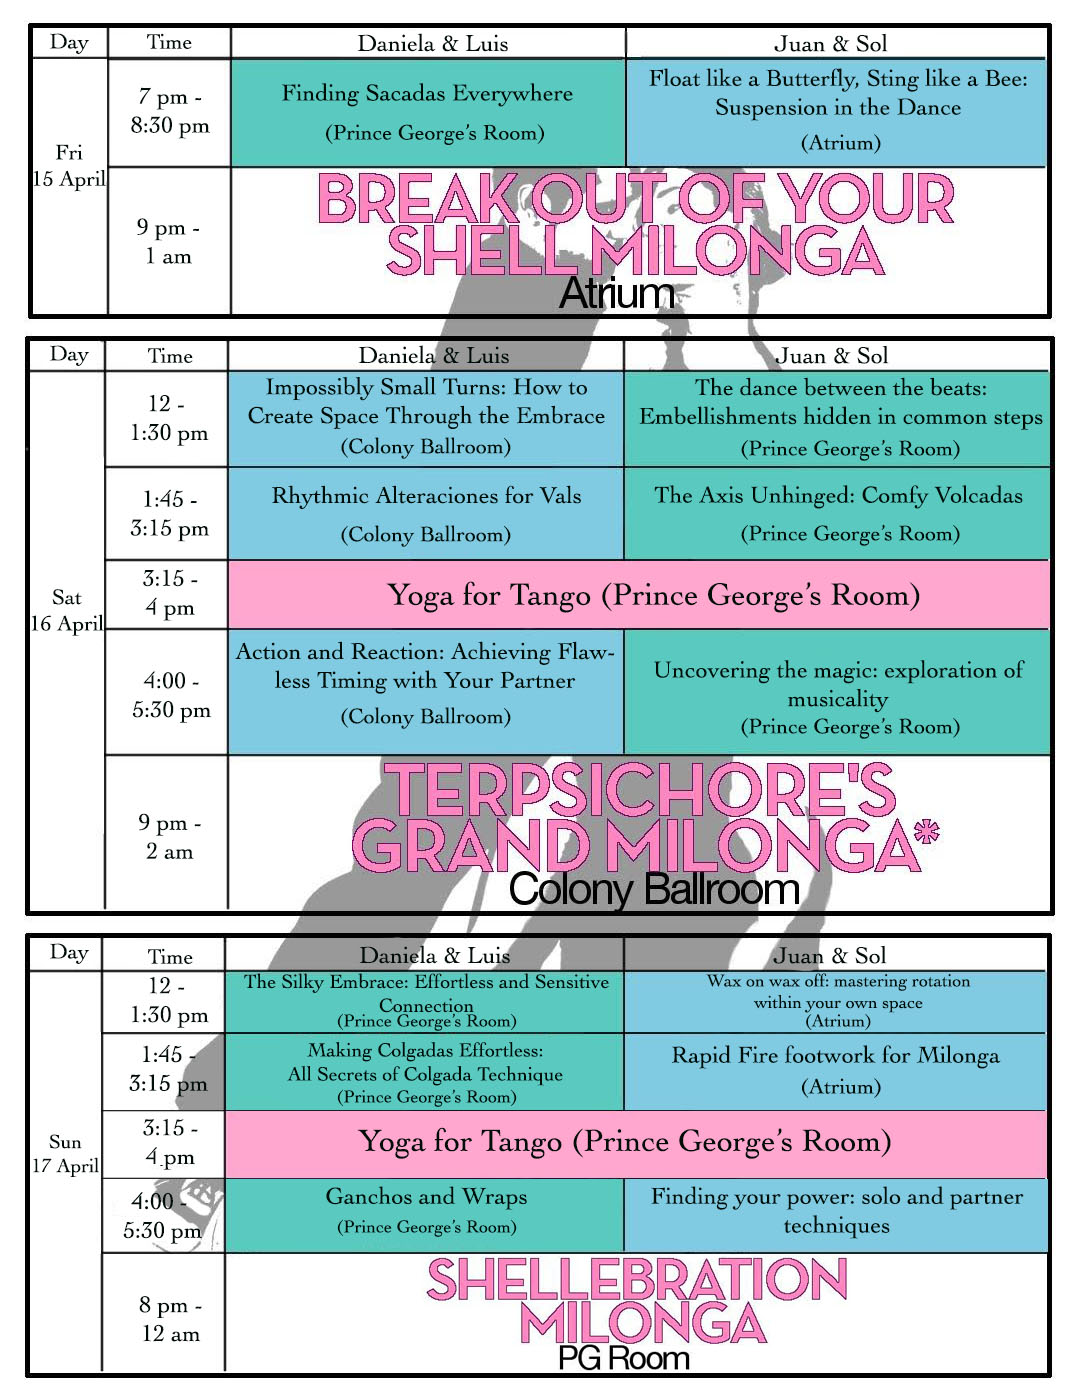 Day
Time
Daniela & Luis
Juan & Sol
Fri
15 April
7 pm -
8:30 pm
Finding Sacadas Everywhere
(Prince George's Room)
Float like a Butterfly, Sting like a Bee:
Suspension in the Dance
(Atrium)
9 pm -
1 am
BREAK OUT OF YOUR
SHELL MILONGA
Atrium
Day
Time
Daniela & Luis
Juan & Sol
Sat
16 April
12 -
1:30 pm
Impossibly Small Turns: How to
Create Space Through the Embrace
(Colony Ballroom)
The dance between the beats:
Embellishments hidden in common steps
(Prince George's Room)
1:45 -
3:15 pm
Rhythmic Alteraciones for Vals
(Colony Ballroom)
The Axis Unhinged: Comfy Volcadas
(Prince George's Room)
3:15 -
4 pm
Yoga for Tango (Prince George's Room)
4:00 -
5:30 pm
Action and Reaction: Achieving Flaw-
less Timing with Your Partner
(Colony Ballroom)
Uncovering the magic: exploration of
musicality
(Prince George's Room)
9 pm -
2 am
TERPSICHORE'S
GRAND MILONGA*
Colony Ballroom
Day
Time
Daniela & Luis
Juan & Sol
Sun
17 April
12 -
1:30 pm
The Silky Embrace: Effortless and Sensitive
Connection
(Prince George's Room)
Wax on wax off: mastering rotation
within your own space
(Atrium)
1:45 -
3:15 pm
Making Colgadas Effortless:
All Secrets of Colgada Technique
(Prince George's Room)
Rapid Fire footwork for Milonga
(Atrium)
3:15 -
4 pm
Yoga for Tango (Prince George's Room)
4:00 -
5:30 pm
Ganchos and Wraps
(Prince George's Room)
Finding your power: solo and partner
techniques
8 pm -
12 am
SHELLEBRATION
MILONGA
PG Room